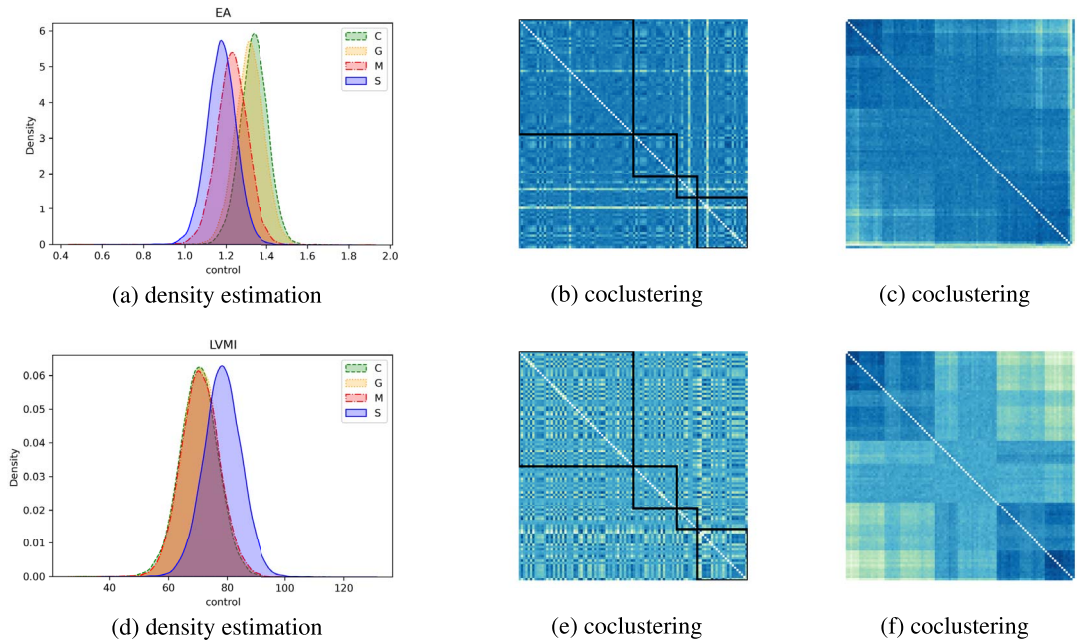 EA
Density
6
5
4
3
2
1
0
0.4 0.6 0.8 1.0 1.2 1.4 1.6 1.8 2.0
control
C
G
M
S
(a) density estimation
(b) coclustering
(c) coclustering
LVMI
Density
0.06
0.05
0.04
0.03
0.02
0.01
0.00
40 60 80 100 120
control
C
G
M
S
(d) density estimation
(e) coclustering
(f) coclustering